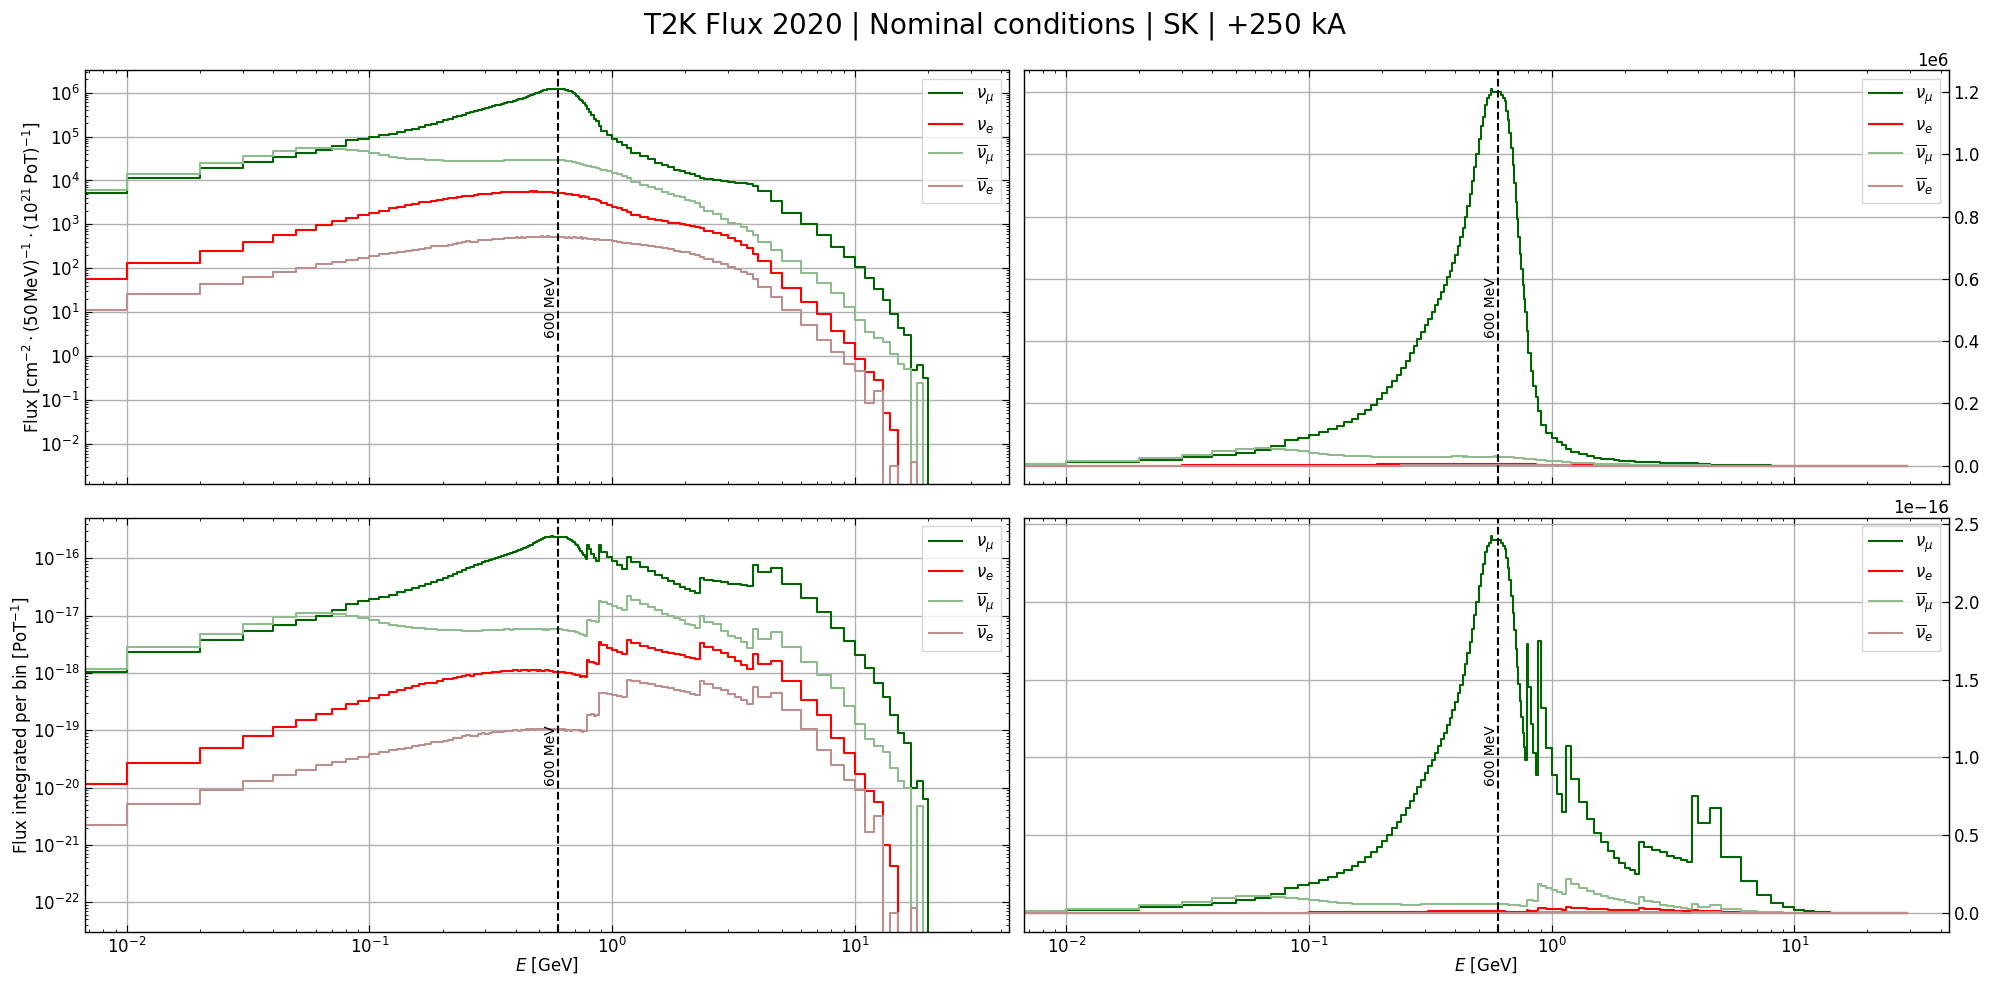 T2K Flux 2020 | Nominal conditions | SK | +250 kA
Flux [cm⁻² · (50 MeV)⁻¹ · (10²¹ PoT)⁻¹]
10⁶
10⁵
10⁴
10³
10²
10¹
10⁰
10⁻¹
10⁻²
600 MeV
ν_μ
ν_e
ν̅_μ
ν̅_e
1e6
1.2
1.0
0.8
0.6
0.4
0.2
0.0
600 MeV
ν_μ
ν_e
ν̅_μ
ν̅_e
Flux integrated per bin [PoT⁻¹]
10⁻¹⁶
10⁻¹⁷
10⁻¹⁸
10⁻¹⁹
10⁻²⁰
10⁻²¹
10⁻²²
600 MeV
ν_μ
ν_e
ν̅_μ
ν̅_e
10⁻² 10⁻¹ 10⁰ 10¹
E [GeV]
1e−16
2.5
2.0
1.5
1.0
0.5
0.0
600 MeV
ν_μ
ν_e
ν̅_μ
ν̅_e
10⁻² 10⁻¹ 10⁰ 10¹
E [GeV]